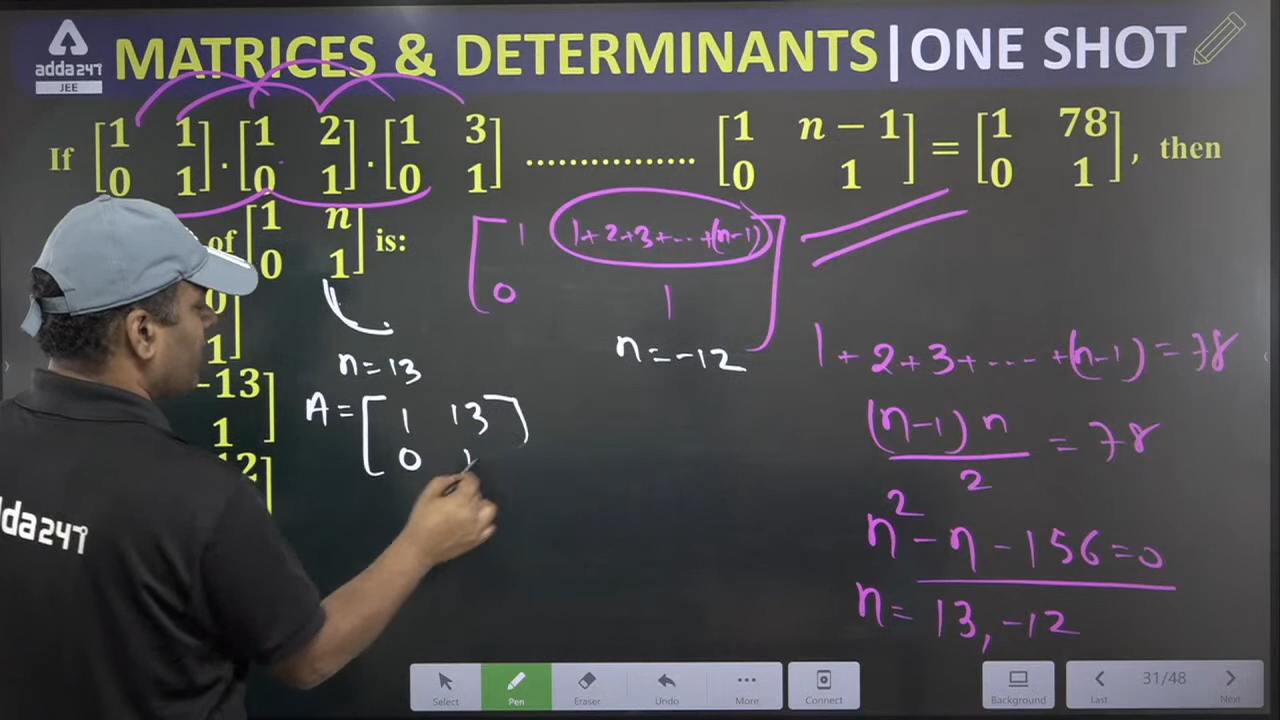 adda247
JEE
MATRICES & DETERMINANTS | ONE SHOT
If [1 1; 0 1] . [1 2; 0 1] . [1 3; 0 1] ................ [1 n − 1; 0 1] = [1 78; 0 1], then
of [1 n; 0 1] is:
0]
1]
-13]
1]
12]
[1 1+2+3+...+(n-1); 0 1]
n=13
n=-12
A=[1 13; 0 1
1+2+3+...+(n-1)=78
(n-1)n/2 = 78
n²-n-156=0
n= 13,-12
dda247
Select
Pen
Eraser
Undo
More
Connect
Background
Last
31/48
Next